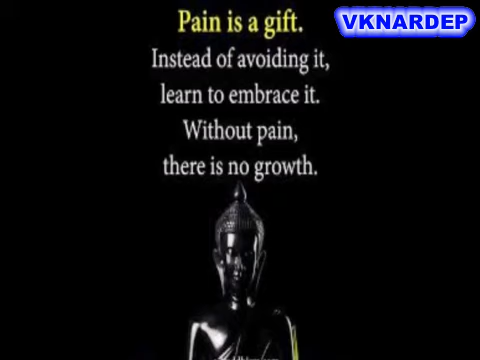 Pain is a gift.
VKNARDEP
Instead of avoiding it,
learn to embrace it.
Without pain,
there is no growth.